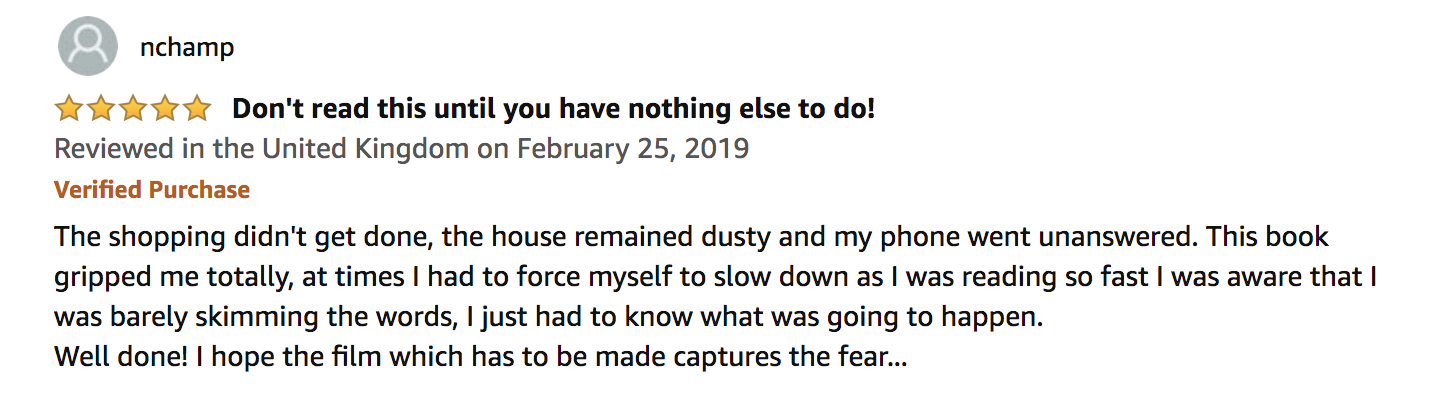 nchamp
Don't read this until you have nothing else to do!
Reviewed in the United Kingdom on February 25, 2019
Verified Purchase
The shopping didn't get done, the house remained dusty and my phone went unanswered. This book
gripped me totally, at times I had to force myself to slow down as I was reading so fast I was aware that I
was barely skimming the words, I just had to know what was going to happen.
Well done! I hope the film which has to be made captures the fear...